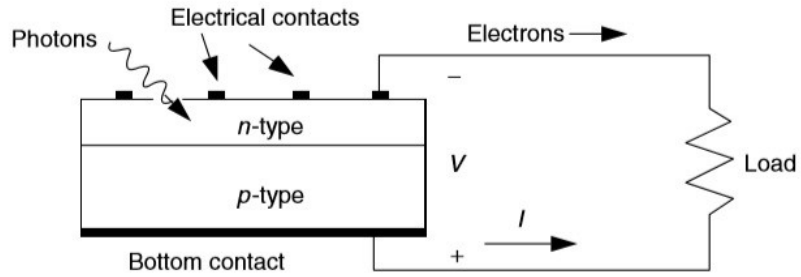 Electrical contacts
Photons
Electrons
−
n-type
V
Load
p-type
I
+
Bottom contact